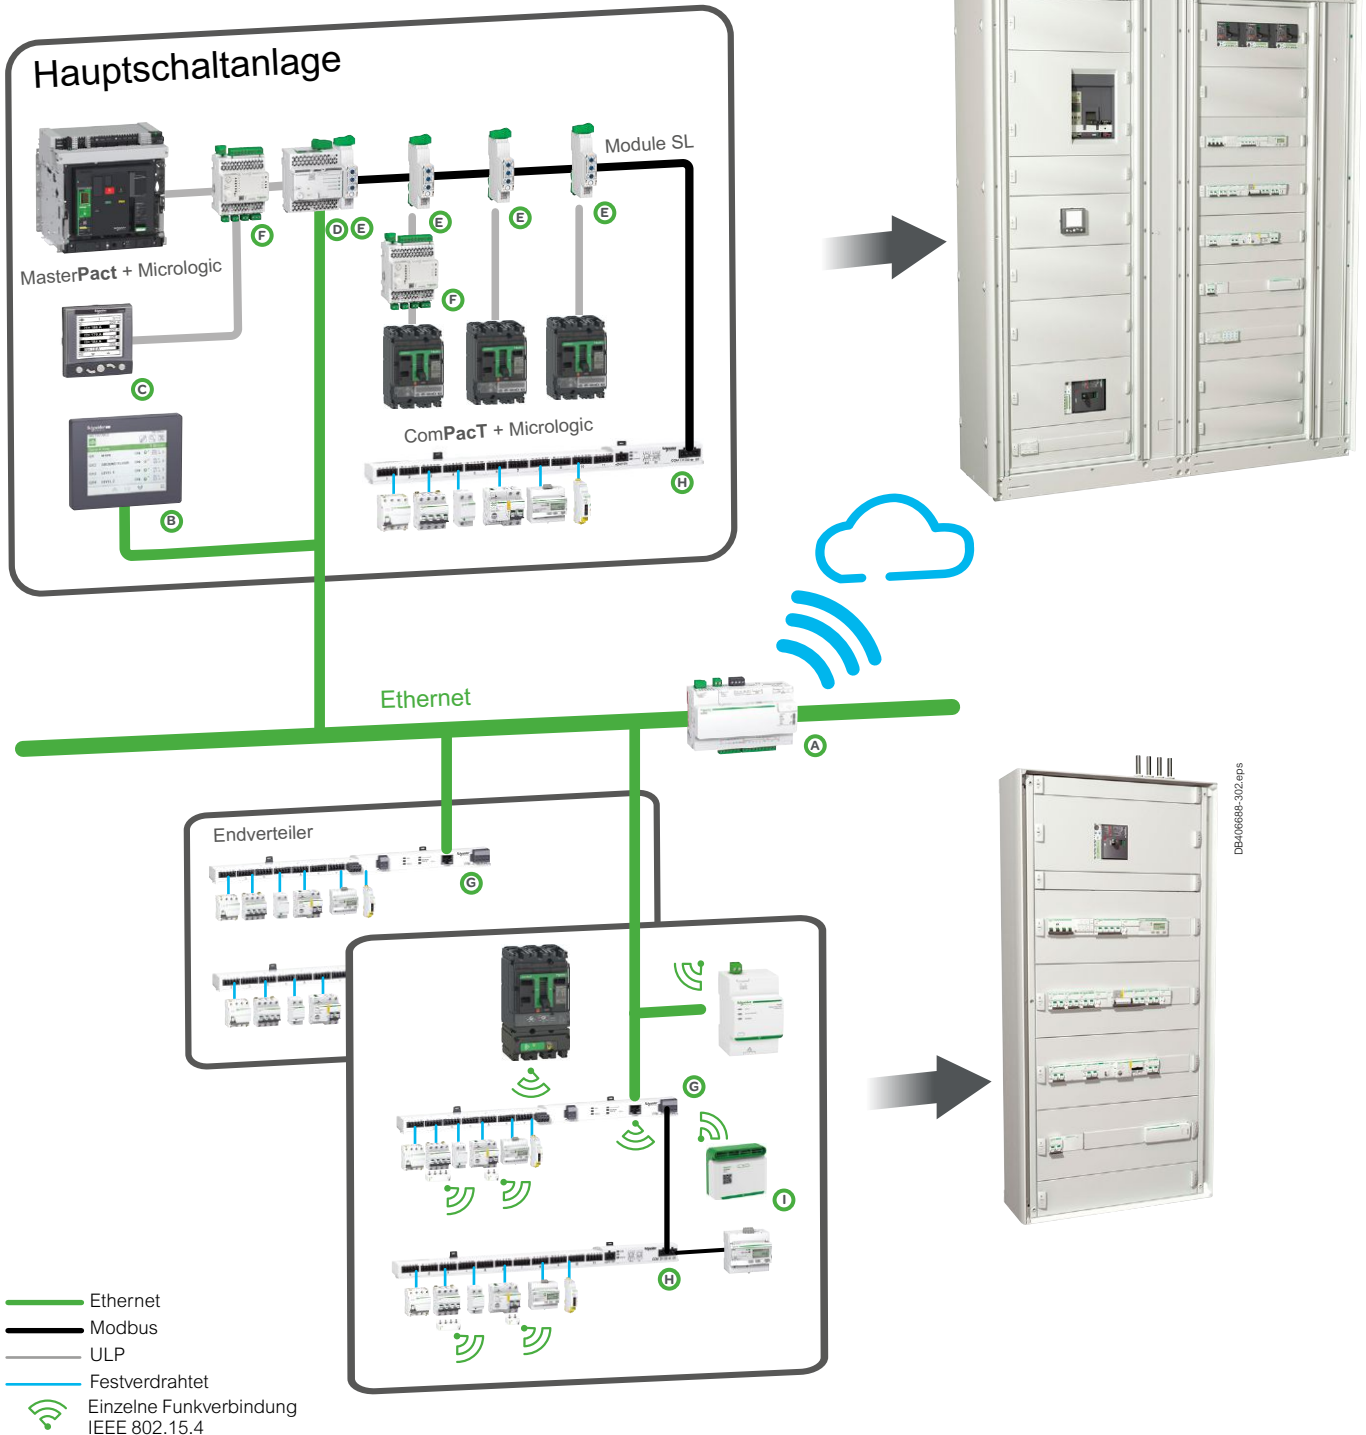 Hauptschaltanlage
Module SL
F
D
E
E
E
E
MasterPact + Micrologic
F
C
ComPacT + Micrologic
H
B
Ethernet
A
DB406688-302.eps
Endverteiler
G
G
I
H
Ethernet
Modbus
ULP
Festverdrahtet
Einzelne Funkverbindung
IEEE 802.15.4